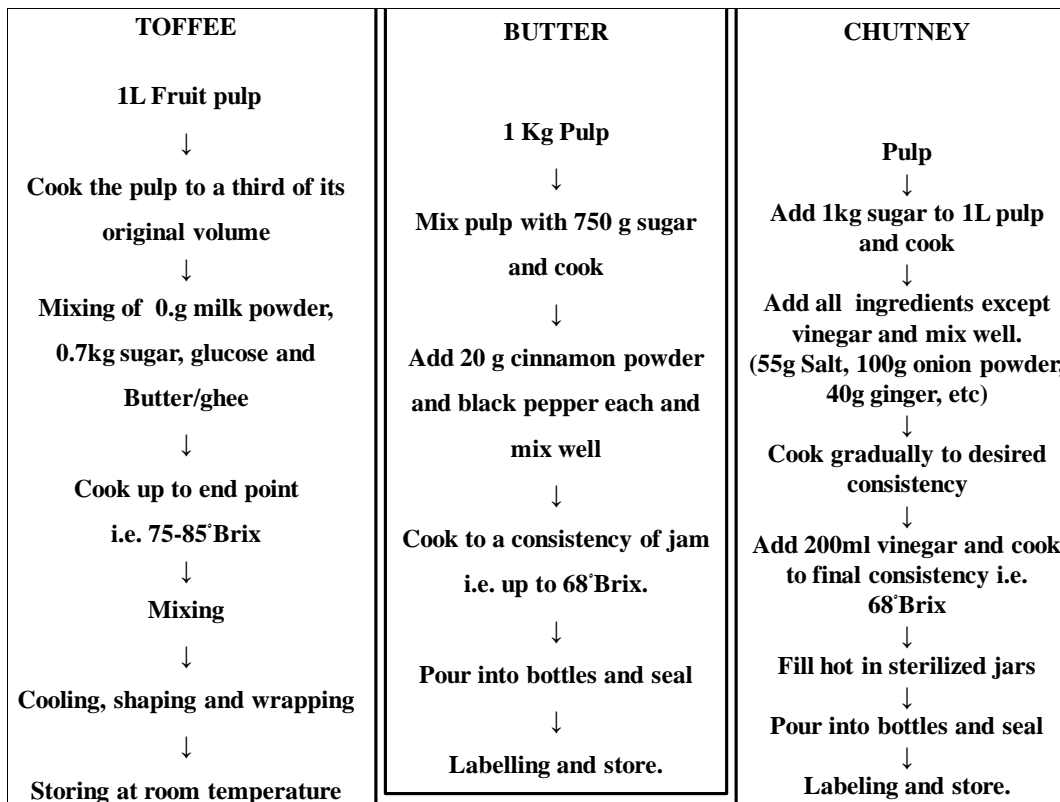 TOFFEE
1L Fruit pulp
↓
Cook the pulp to a third of its
original volume
↓
Mixing of 0.g milk powder,
0.7kg sugar, glucose and
Butter/ghee
↓
Cook up to end point
i.e. 75-85°Brix
↓
Mixing
↓
Cooling, shaping and wrapping
↓
Storing at room temperature
BUTTER
1 Kg Pulp
↓
Mix pulp with 750 g sugar
and cook
↓
Add 20 g cinnamon powder
and black pepper each and
mix well
↓
Cook to a consistency of jam
i.e. up to 68°Brix.
↓
Pour into bottles and seal
↓
Labelling and store.
CHUTNEY
Pulp
↓
Add 1kg sugar to 1L pulp
and cook
↓
Add all ingredients except
vinegar and mix well.
(55g Salt, 100g onion powder,
40g ginger, etc)
↓
Cook gradually to desired
consistency
↓
Add 200ml vinegar and cook
to final consistency i.e.
68°Brix
↓
Fill hot in sterilized jars
↓
Pour into bottles and seal
↓
Labeling and store.